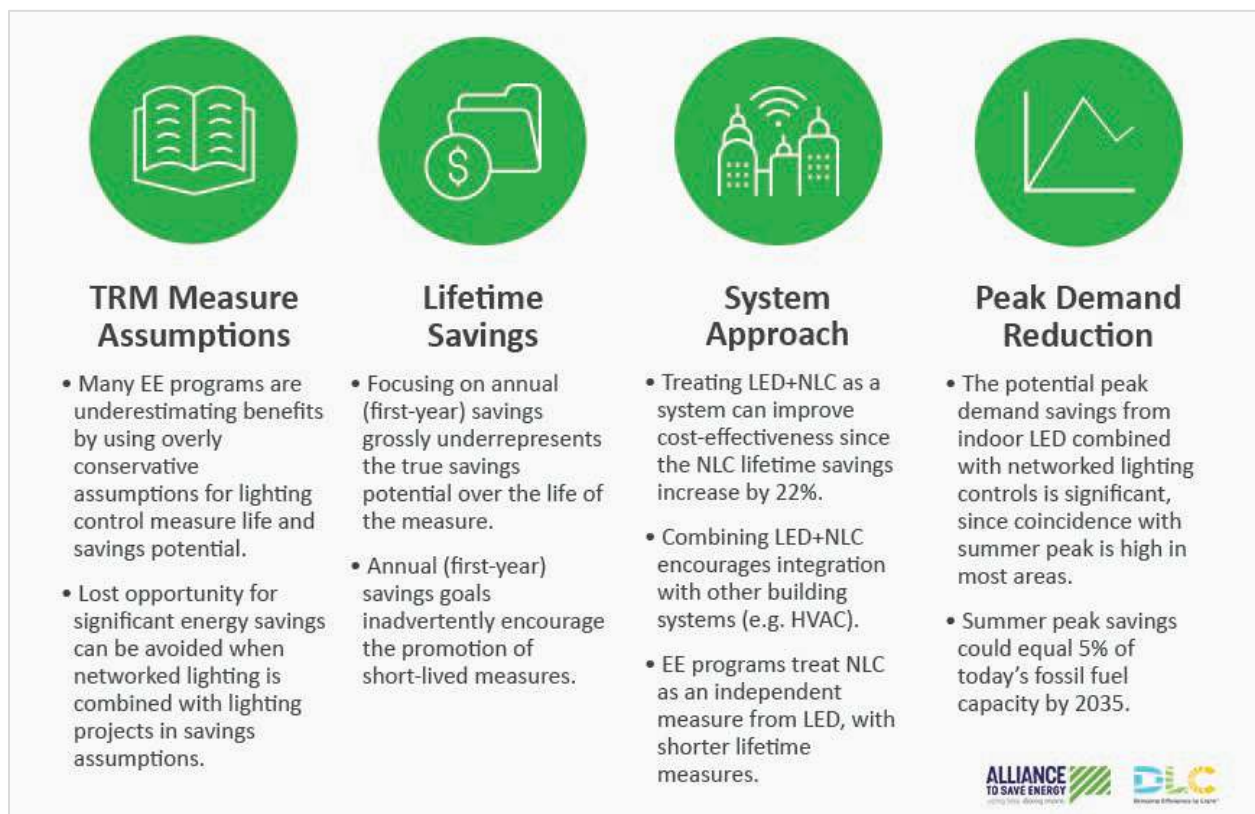 TRM Measure
Assumptions
• Many EE programs are
underestimating benefits
by using overly
conservative
assumptions for lighting
control measure life and
savings potential.
• Lost opportunity for
significant energy savings
can be avoided when
networked lighting is
combined with lighting
projects in savings
assumptions.
Lifetime
Savings
• Focusing on annual
(first-year) savings
grossly underrepresents
the true savings
potential over the life of
the measure.
• Annual (first-year)
savings goals
inadvertently encourage
the promotion of
short-lived measures.
System
Approach
• Treating LED+NLC as a
system can improve
cost-effectiveness since
the NLC lifetime savings
increase by 22%.
• Combining LED+NLC
encourages integration
with other building
systems (e.g. HVAC).
• EE programs treat NLC
as an independent
measure from LED, with
shorter lifetime
measures.
Peak Demand
Reduction
• The potential peak
demand savings from
indoor LED combined
with networked lighting
controls is significant,
since coincidence with
summer peak is high in
most areas.
• Summer peak savings
could equal 5% of
today's fossil fuel
capacity by 2035.
$
ALLIANCE
TO SAVE ENERGY
using less. doing more.
DLC
Bringing Efficiency to Light™